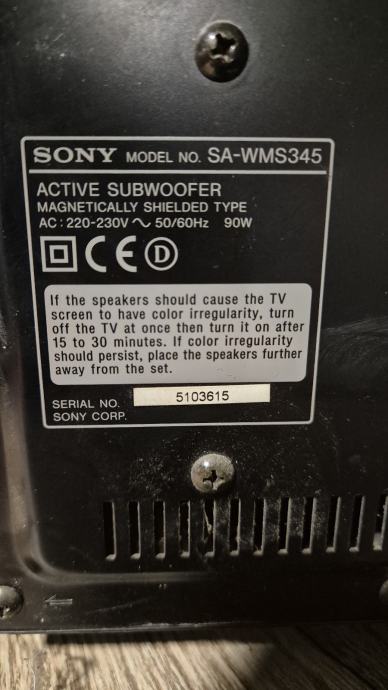 SONY MODEL NO. SA-WMS345
ACTIVE SUBWOOFER
MAGNETICALLY SHIELDED TYPE
AC : 220-230V ~ 50/60Hz 90W
CE D
If the speakers should cause the TV
screen to have color irregularity, turn
off the TV at once then turn it on after
15 to 30 minutes. If color irregularity
should persist, place the speakers further
away from the set.
SERIAL NO. 5103615
SONY CORP.